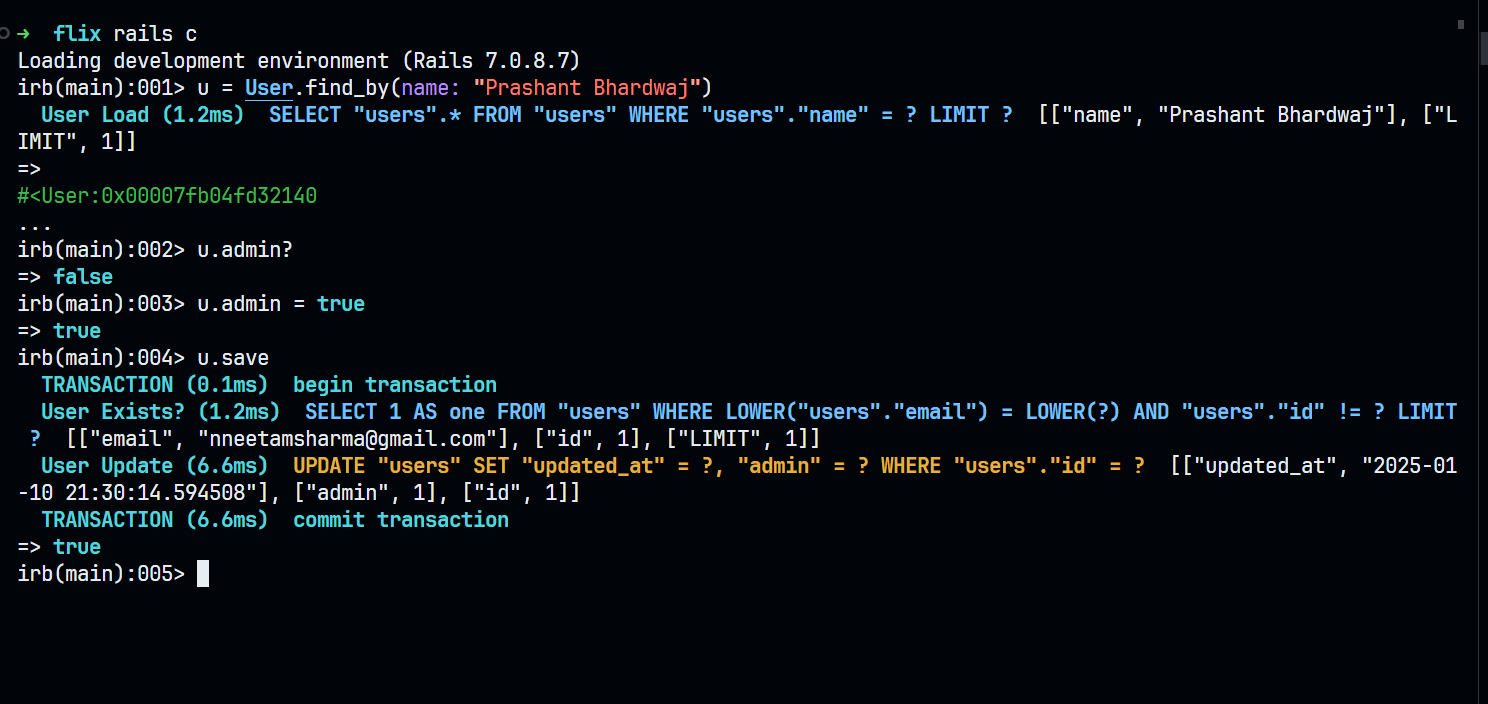 →  flix rails c
Loading development environment (Rails 7.0.8.7)
irb(main):001> u = User.find_by(name: "Prashant Bhardwaj")
  User Load (1.2ms)  SELECT "users".* FROM "users" WHERE "users"."name" = ? LIMIT ?  [["name", "Prashant Bhardwaj"], ["L
IMIT", 1]]
=>
#<User:0x00007fb04fd32140
...
irb(main):002> u.admin?
=> false
irb(main):003> u.admin = true
=> true
irb(main):004> u.save
  TRANSACTION (0.1ms)  begin transaction
  User Exists? (1.2ms)  SELECT 1 AS one FROM "users" WHERE LOWER("users"."email") = LOWER(?) AND "users"."id" != ? LIMIT
 ?  [["email", "nneetamsharma@gmail.com"], ["id", 1], ["LIMIT", 1]]
  User Update (6.6ms)  UPDATE "users" SET "updated_at" = ?, "admin" = ? WHERE "users"."id" = ?  [["updated_at", "2025-01
-10 21:30:14.594508"], ["admin", 1], ["id", 1]]
  TRANSACTION (6.6ms)  commit transaction
=> true
irb(main):005>